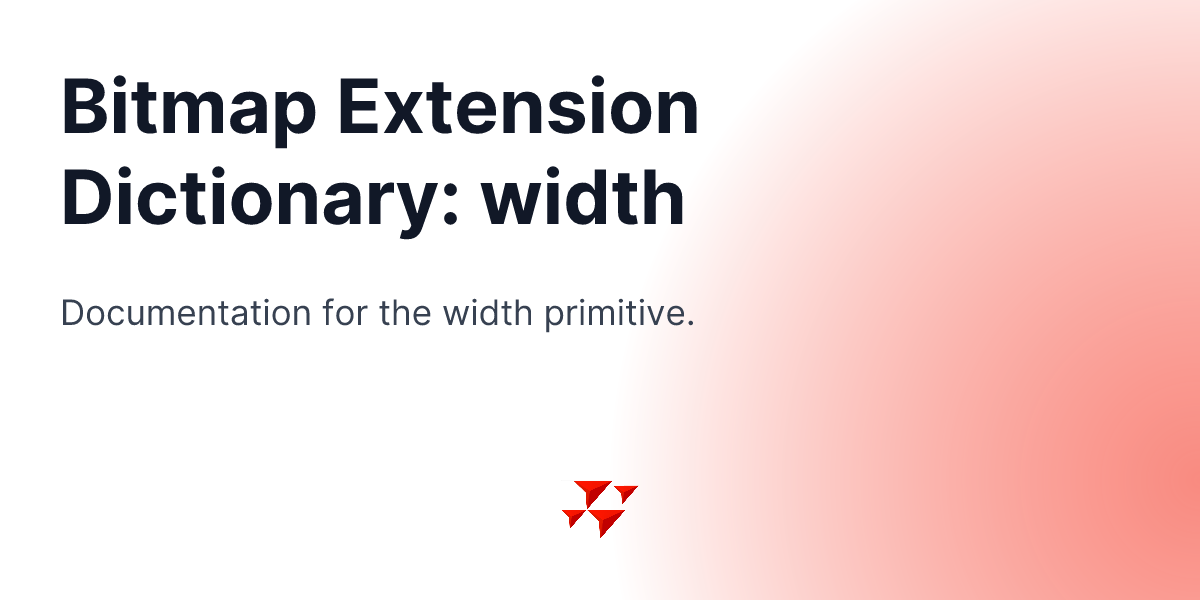 Bitmap Extension
Dictionary: width
Documentation for the width primitive.